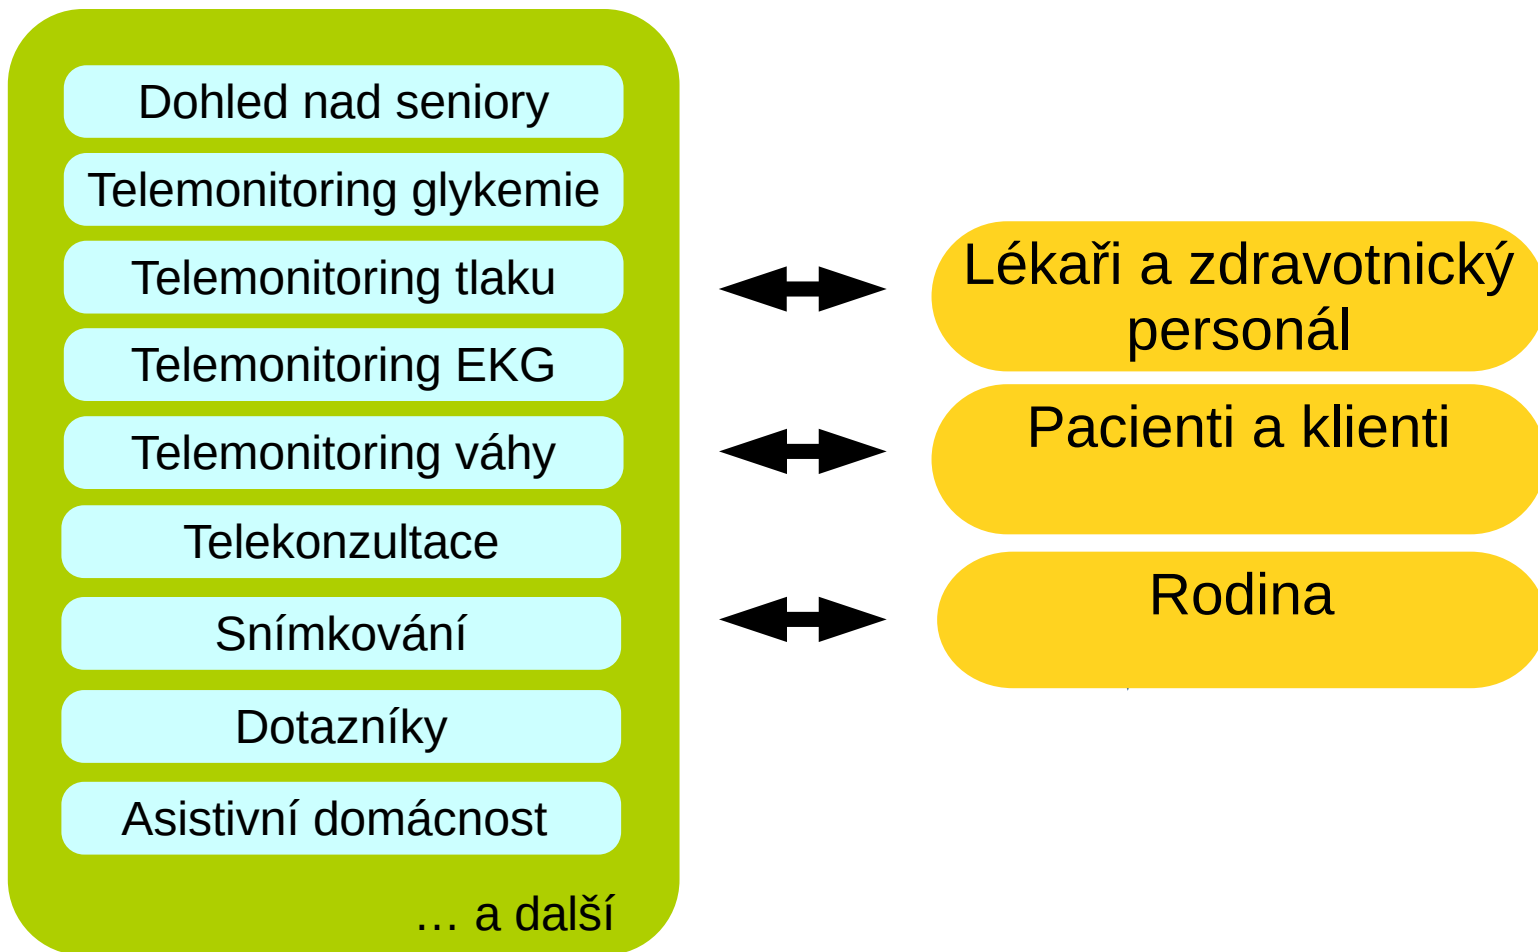 Dohled nad seniory
Telemonitoring glykemie
Telemonitoring tlaku
Telemonitoring EKG
Telemonitoring váhy
Telekonzultace
Snímkování
Dotazníky
Asistivní domácnost
… a další
Lékaři a zdravotnický
personál
Pacienti a klienti
Rodina